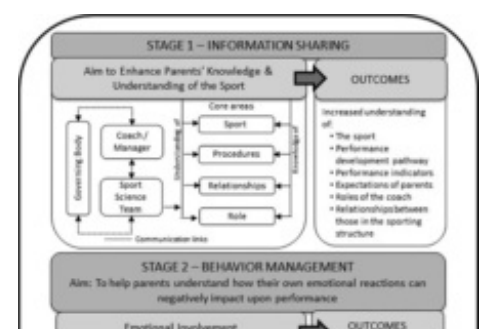 STAGE 1 – INFORMATION SHARING
Aim to Enhance Parents' Knowledge &
Understanding of the Sport
OUTCOMES
Governing Body
Coach/
Manager
Sport
Science
Team
Communication links
Understanding of
Core areas
Sport
Procedures
Relationships
Role
Knowledge of
Increased understanding
of:
• The sport
• Performance
development pathway
• Performance indicators
• Expectations of parents
• Roles of the coach
• Relationships between
those in the sporting
structure
STAGE 2 – BEHAVIOR MANAGEMENT
Aim: To help parents understand how their own emotional reactions can
negatively impact upon performance
Emotional Involvement
OUTCOMES